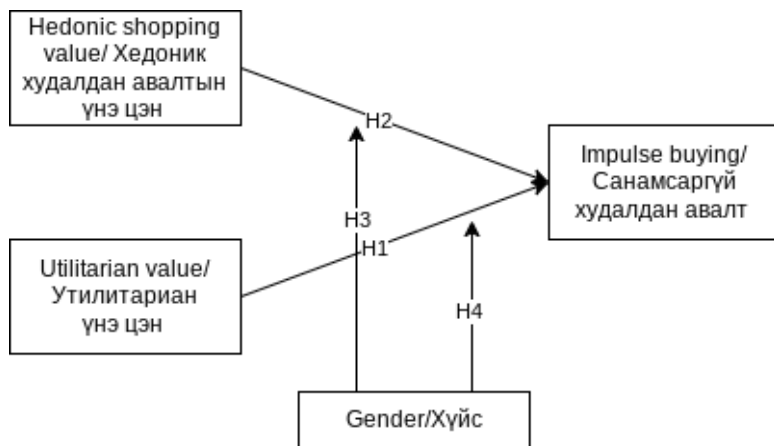 Hedonic shopping
value/ Хедоник
худалдан авалтын
үнэ цэн
H2
Impulse buying/
Санамсаргүй
худалдан авалт
H3
H1
Utilitarian value/
Утилитариан
үнэ цэн
H4
Gender/Хүйс